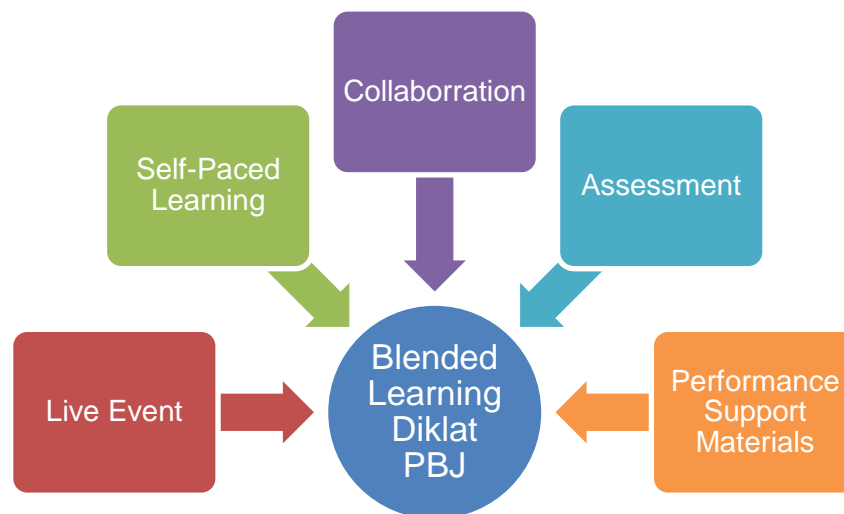 Collaborration
Self-Paced
Learning
Assessment
Live Event
Blended
Learning
Diklat
PBJ
Performance
Support
Materials